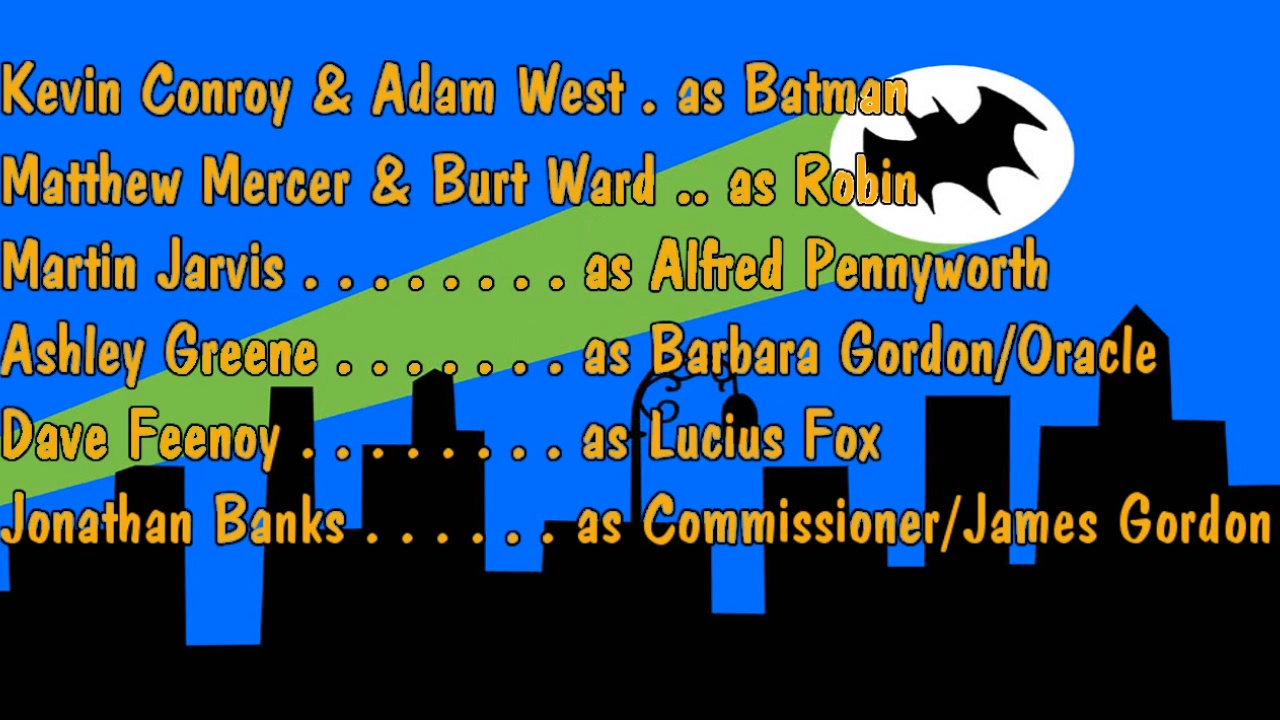 Kevin Conroy & Adam West . as Batman
Matthew Mercer & Burt Ward .. as Robin
Martin Jarvis . . . . . . . . as Alfred Pennyworth
Ashley Greene . . . . . . . as Barbara Gordon/Oracle
Dave Feenoy . . . . . . . . as Lucius Fox
Jonathan Banks . . . . . . as Commissioner/James Gordon